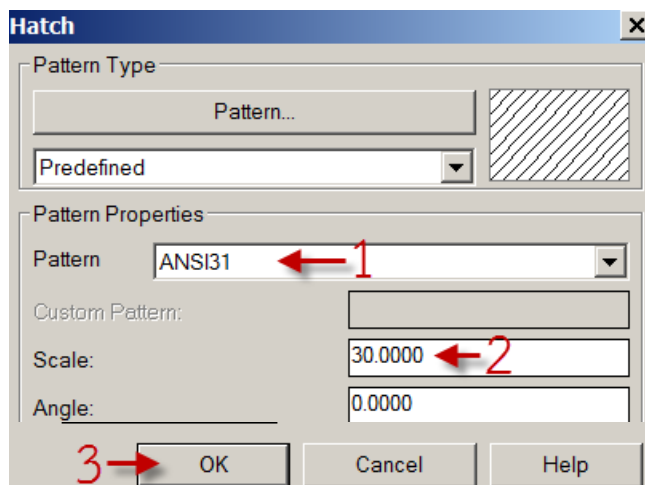 Hatch
Pattern Type
Pattern...
Predefined
Pattern Properties
Pattern ANSI31 1
Custom Pattern:
Scale: 30.0000 2
Angle: 0.0000
3 OK Cancel Help